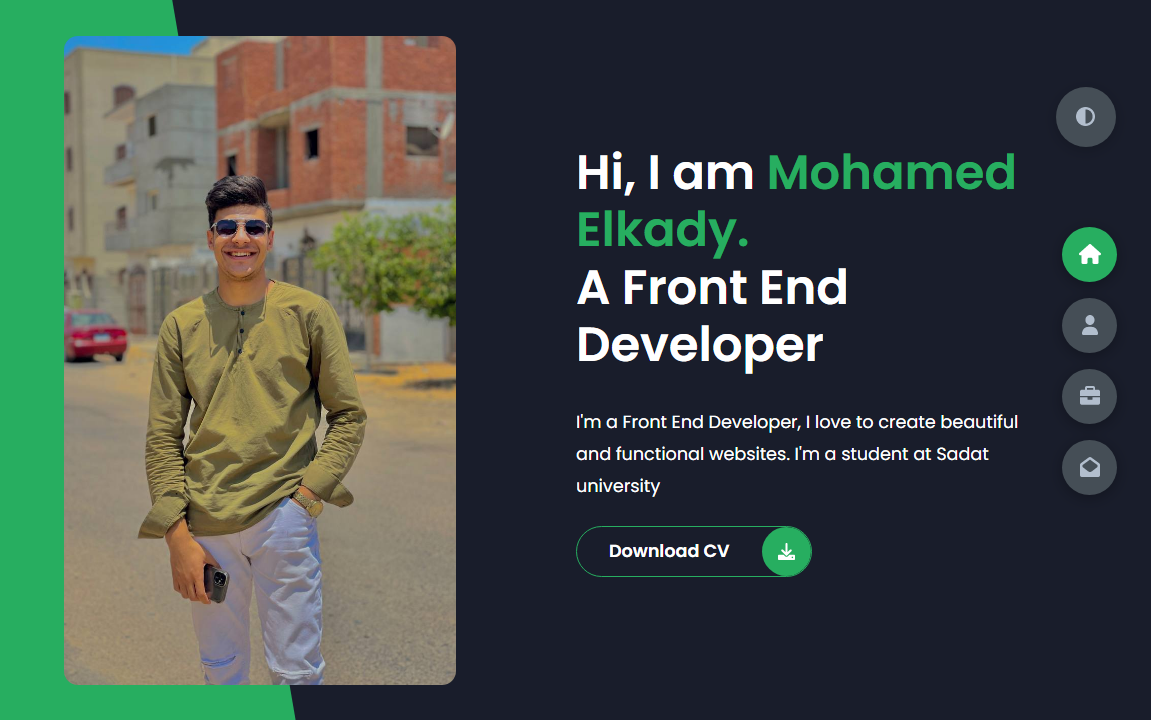 Hi, I am Mohamed
Elkady.
A Front End
Developer
I'm a Front End Developer, I love to create beautiful
and functional websites. I'm a student at Sadat
university
Download CV